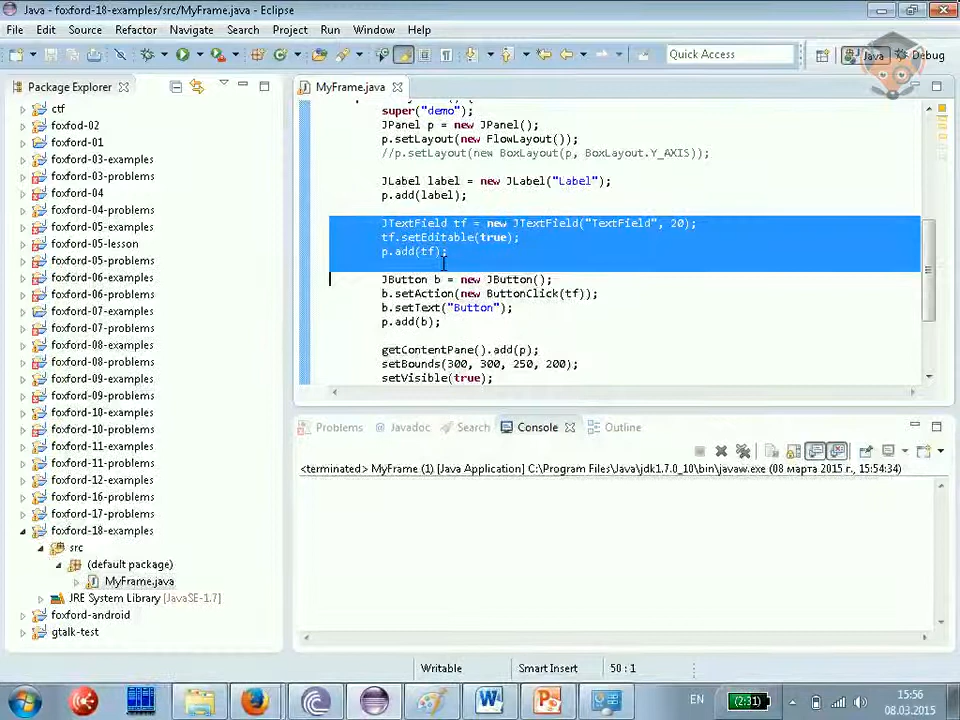 Java - foxford-18-examples/src/MyFrame.java - Eclipse
File Edit Source Refactor Navigate Search Project Run Window Help
Quick Access
Java
Debug
Package Explorer
MyFrame.java
ctf
foxfod-02
foxford-01
foxford-03-examples
foxford-03-problems
foxford-04
foxford-04-problems
foxford-05-examples
foxford-05-lesson
foxford-05-problems
foxford-06-examples
foxford-06-problems
foxford-07-examples
foxford-07-problems
foxford-08-examples
foxford-08-problems
foxford-09-examples
foxford-09-problems
foxford-10-examples
foxford-10-problems
foxford-11-examples
foxford-11-problems
foxford-12-examples
foxford-16-examples
foxford-17-problems
foxford-18-examples
src
(default package)
MyFrame.java
JRE System Library [JavaSE-1.7]
foxford-android
gtalk-test
super("demo");
JPanel p = new JPanel();
p.setLayout(new FlowLayout());
//p.setLayout(new BoxLayout(p, BoxLayout.Y_AXIS));
JLabel label = new JLabel("Label");
p.add(label);
JTextField tf = new JTextField("TextField", 20);
tf.setEditable(true);
p.add(tf);
JButton b = new JButton();
b.setAction(new ButtonClick(tf));
b.setText("Button");
p.add(b);
getContentPane().add(p);
setBounds(300, 300, 250, 200);
setVisible(true);
Problems Javadoc Search Console Outline
<terminated> MyFrame (1) [Java Application] C:\Program Files\Java\jdk1.7.0_10\bin\javaw.exe (08 марта 2015 г., 15:54:34)
Writable Smart Insert 50 : 1
EN
(2:31)
15:56
08.03.2015